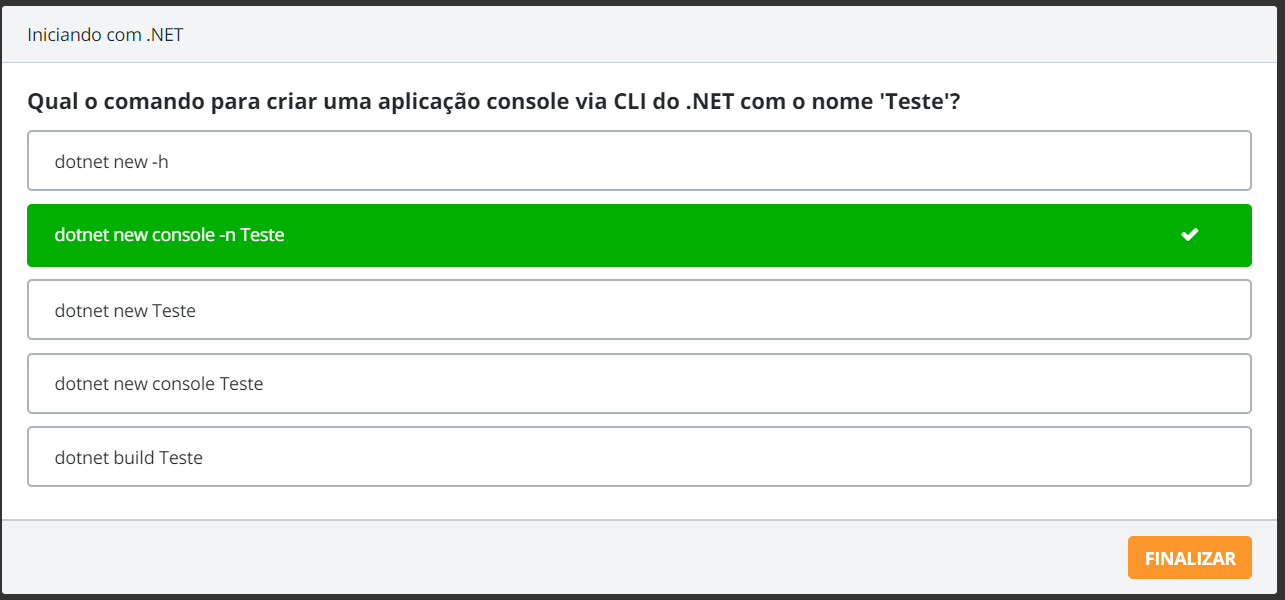 Iniciando com .NET
Qual o comando para criar uma aplicação console via CLI do .NET com o nome 'Teste'?
dotnet new -h
dotnet new console -n Teste
dotnet new Teste
dotnet new console Teste
dotnet build Teste
FINALIZAR